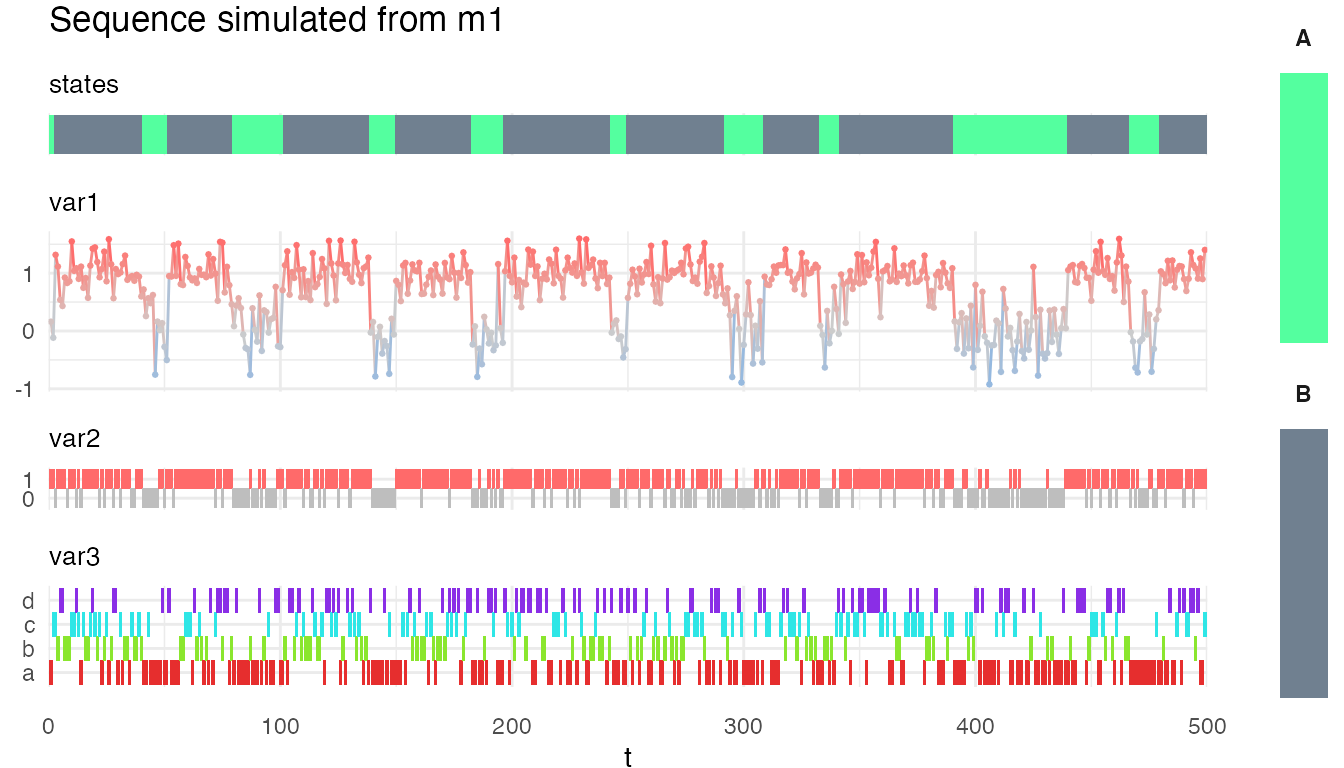 Sequence simulated from m1
A
states
var1
1
0
-1
B
var2
1
0
var3
d
c
b
a
0 100 200 300 400 500
t